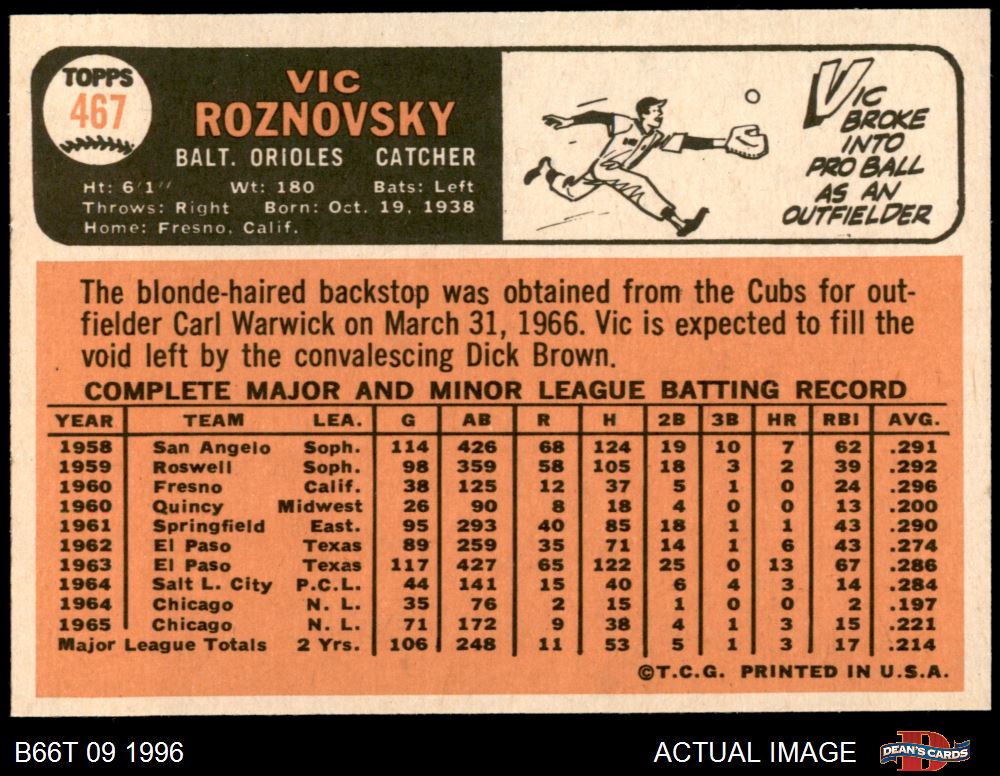 TOPPS
467
VIC
ROZNOVSKY
BALT. ORIOLES CATCHER
Ht: 6'1" Wt: 180 Bats: Left
Throws: Right Born: Oct. 19, 1938
Home: Fresno, Calif.
VIC
BROKE
INTO
PRO BALL
AS AN
OUTFIELDER
The blonde-haired backstop was obtained from the Cubs for out-
fielder Carl Warwick on March 31, 1966. Vic is expected to fill the
void left by the convalescing Dick Brown.
COMPLETE MAJOR AND MINOR LEAGUE BATTING RECORD
YEAR TEAM LEA. G AB R H 2B 3B HR RBI AVG.
1958 San Angelo Soph. 114 426 68 124 19 10 7 62 .291
1959 Roswell Soph. 98 359 58 105 18 3 2 39 .292
1960 Fresno Calif. 38 125 12 37 5 1 0 24 .296
1960 Quincy Midwest 26 90 8 18 4 0 0 13 .200
1961 Springfield East. 95 293 40 85 18 1 1 43 .290
1962 El Paso Texas 89 259 35 71 14 1 6 43 .274
1963 El Paso Texas 117 427 65 122 25 0 13 67 .286
1964 Salt L. City P.C.L. 44 141 15 40 6 4 3 14 .284
1964 Chicago N. L. 35 76 2 15 1 0 0 2 .197
1965 Chicago N. L. 71 172 9 38 4 1 3 15 .221
Major League Totals 2 Yrs. 106 248 11 53 5 1 3 17 .214
©T.C.G. PRINTED IN U.S.A.
B66T 09 1996 ACTUAL IMAGE DEAN'S CARDS